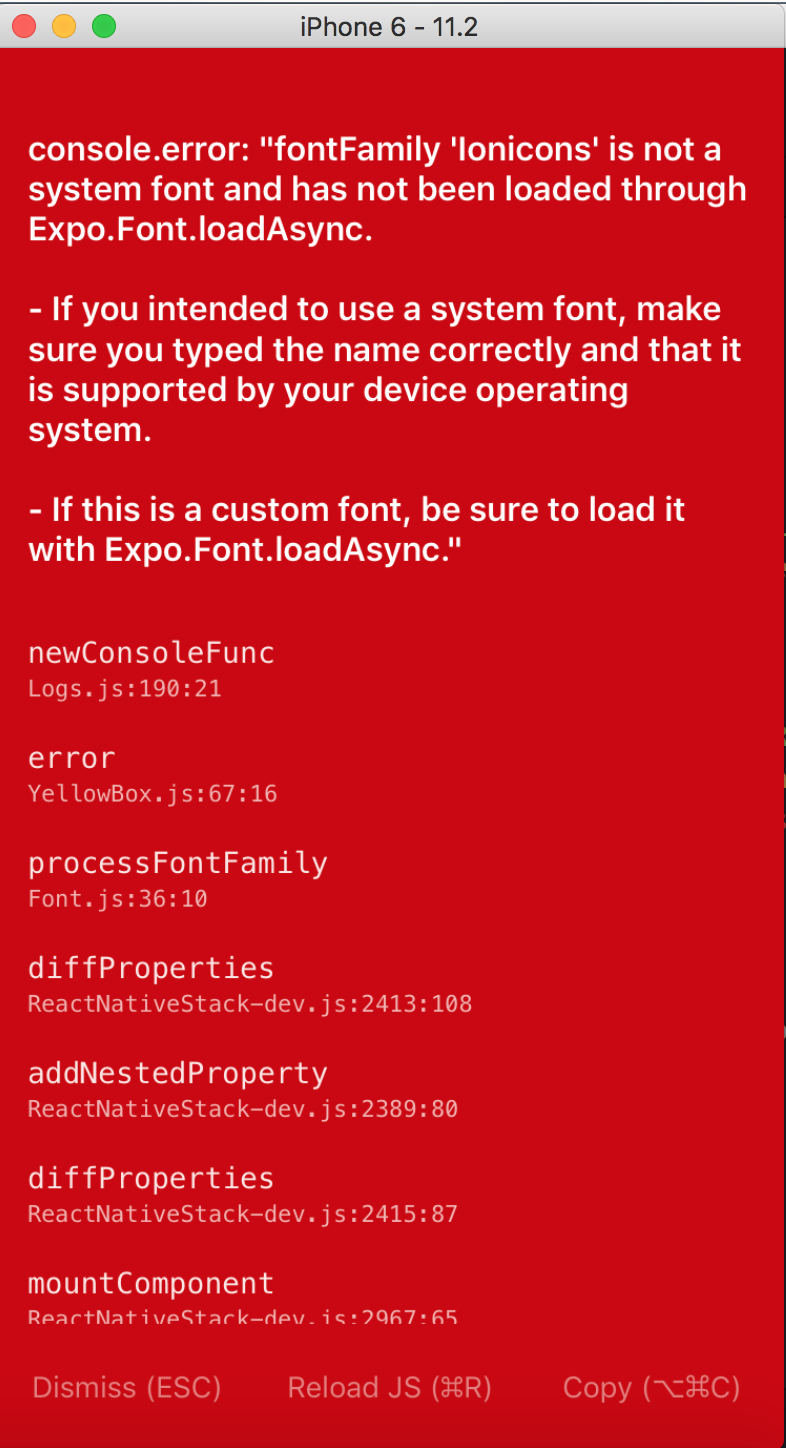 iPhone 6 - 11.2
console.error: "fontFamily 'Ionicons' is not a
system font and has not been loaded through
Expo.Font.loadAsync.
- If you intended to use a system font, make
sure you typed the name correctly and that it
is supported by your device operating
system.
- If this is a custom font, be sure to load it
with Expo.Font.loadAsync."
newConsoleFunc
Logs.js:190:21
error
YellowBox.js:67:16
processFontFamily
Font.js:36:10
diffProperties
ReactNativeStack-dev.js:2413:108
addNestedProperty
ReactNativeStack-dev.js:2389:80
diffProperties
ReactNativeStack-dev.js:2415:87
mountComponent
ReactNativeStack-dev.js:2967:65
Dismiss (ESC) Reload JS (⌘R) Copy (⌥⌘C)